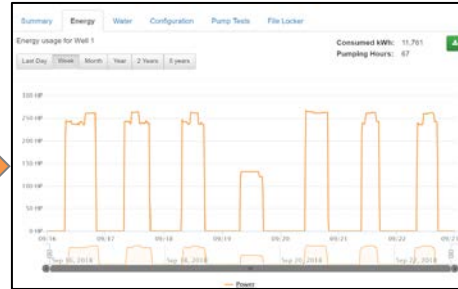 Summary Energy Water Configuration Pump Tests File Locker
Energy usage for Well 1
Consumed kWh: 11,761
Pumping Hours: 67
Last Day Week Month Year 2 Years 5 years
300 HP
250 HP
200 HP
150 HP
100 HP
50 HP
0 HP
09/16 09/17 09/18 09/19 09/20 09/21 09/22 09/23
Sep 16, 2018 Sep 18, 2018 Sep 20, 2018 Sep 22, 2018
Power